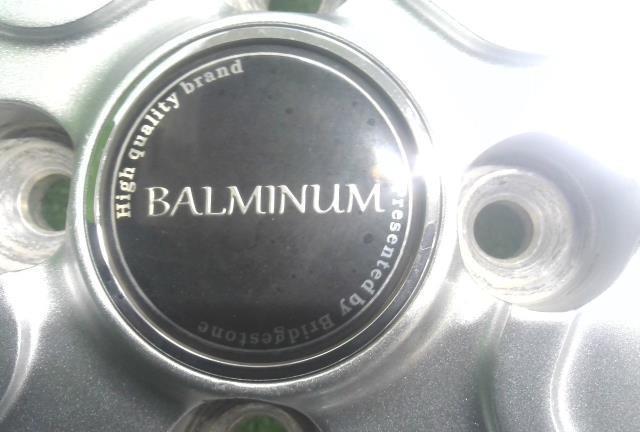 High quality brand
BALMINUM
Presented by Bridgestone